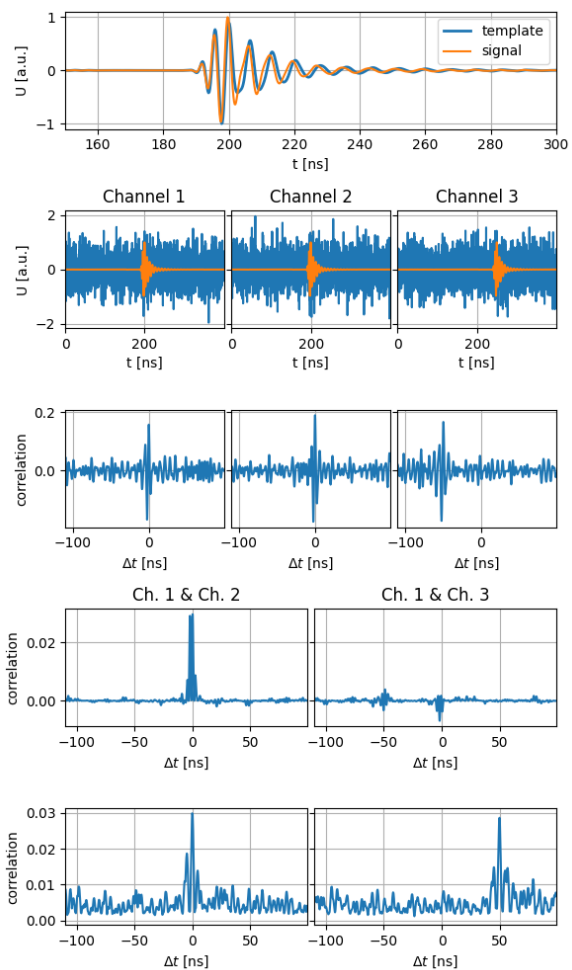 1
0
−1
U [a.u.]
template
signal
160 180 200 220 240 260 280 300
t [ns]
Channel 1 Channel 2 Channel 3
2
0
−2
U [a.u.]
0 200 0 200 0 200
t [ns] t [ns] t [ns]
0.2
0.0
correlation
−100 0 −100 0 −100 0
Δt [ns] Δt [ns] Δt [ns]
Ch. 1 & Ch. 2 Ch. 1 & Ch. 3
0.02
0.00
correlation
−100 −50 0 50 −100 −50 0 50
Δt [ns] Δt [ns]
0.03
0.02
0.01
0.00
correlation
−100 −50 0 50 −100 −50 0 50
Δt [ns] Δt [ns]